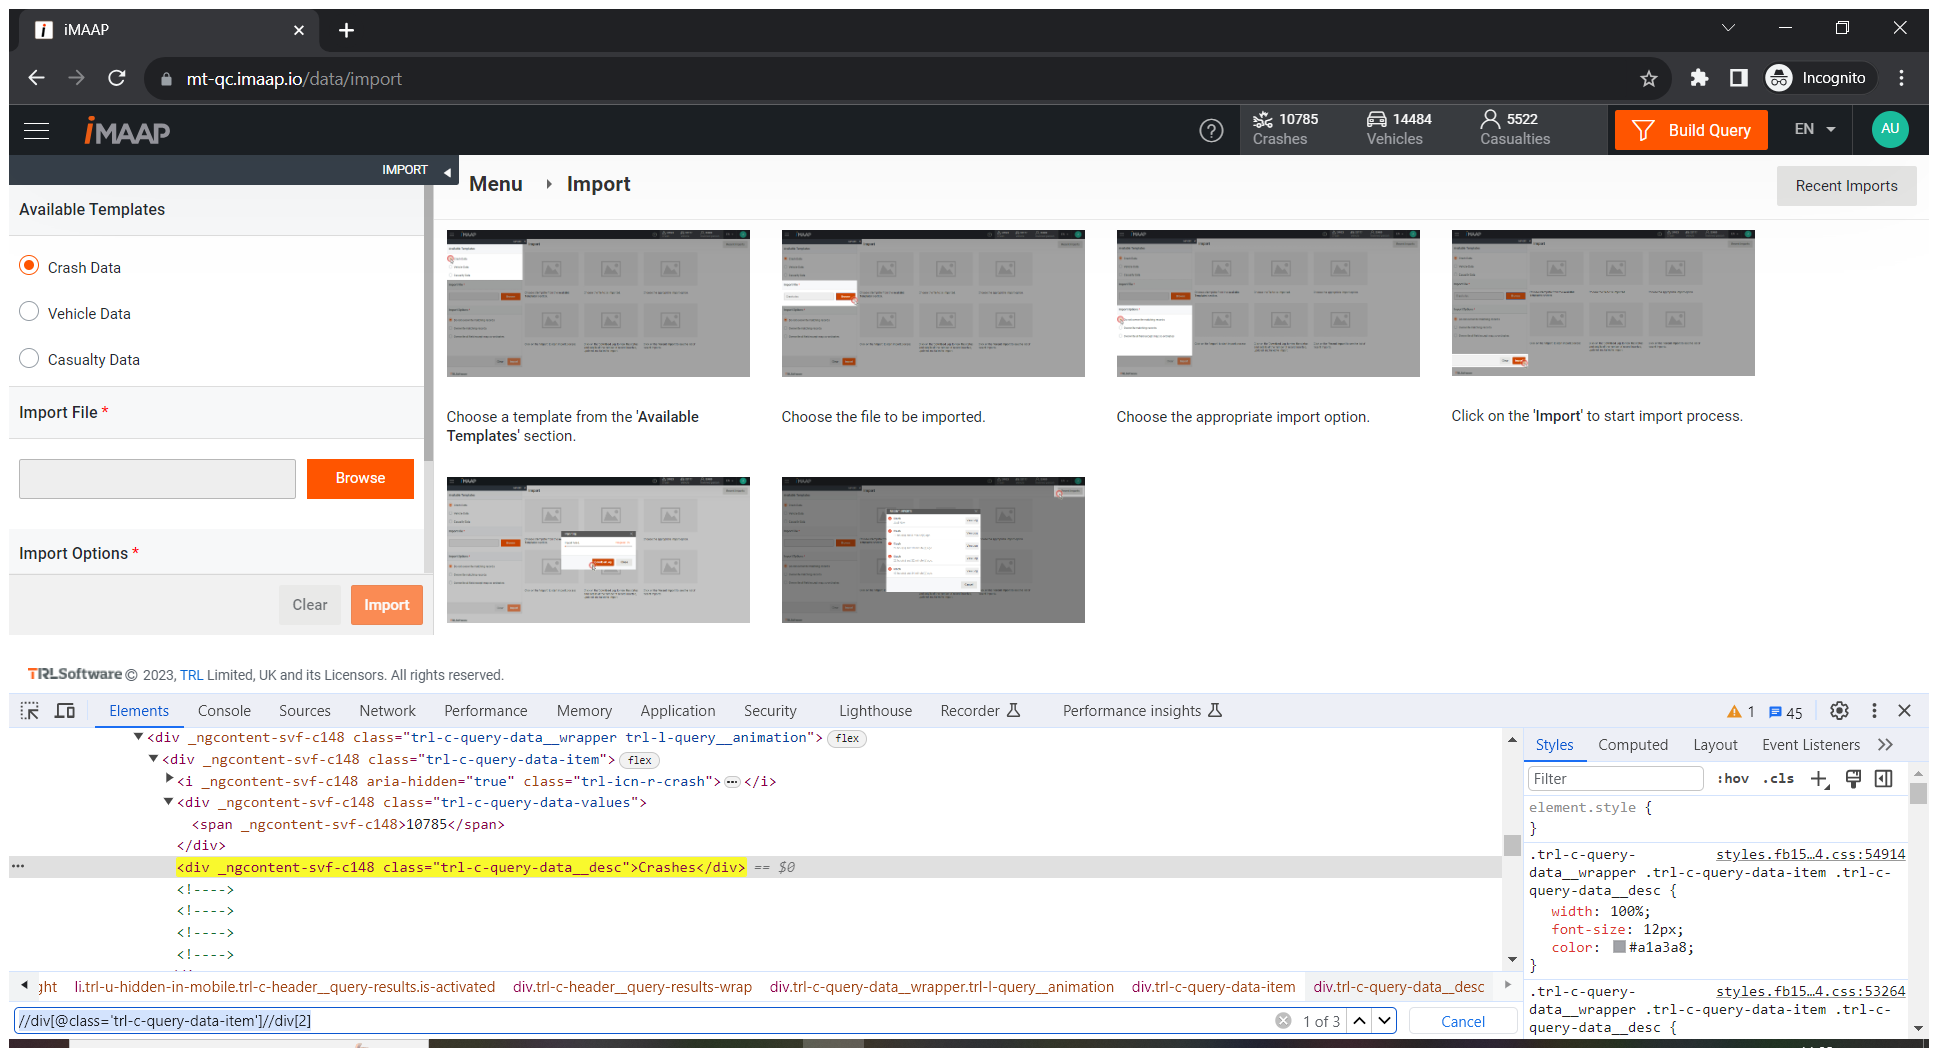 iMAAP
mt-qc.imaap.io/data/import
Incognito
iMAAP
10785
Crashes
14484
Vehicles
5522
Casualties
Build Query
EN
AU
IMPORT
Menu
Import
Recent Imports
Available Templates
Crash Data
Vehicle Data
Casualty Data
Import File *
Browse
Import Options *
Clear
Import
Choose a template from the 'Available
Templates' section.
Choose the file to be imported.
Choose the appropriate import option.
Click on the 'Import' to start import process.
TRLSoftware © 2023, TRL Limited, UK and its Licensors. All rights reserved.
Elements Console Sources Network Performance Memory Application Security Lighthouse Recorder Performance insights
1 45
<div _ngcontent-svf-c148 class="trl-c-query-data__wrapper trl-l-query__animation"> flex
<div _ngcontent-svf-c148 class="trl-c-query-data-item"> flex
<i _ngcontent-svf-c148 aria-hidden="true" class="trl-icn-r-crash"> … </i>
<div _ngcontent-svf-c148 class="trl-c-query-data-values">
<span _ngcontent-svf-c148>10785</span>
</div>
<div _ngcontent-svf-c148 class="trl-c-query-data__desc">Crashes</div> == $0
<!---->
<!---->
<!---->
<!---->
ght li.trl-u-hidden-in-mobile.trl-c-header__query-results.is-activated div.trl-c-header__query-results-wrap div.trl-c-query-data__wrapper.trl-l-query__animation div.trl-c-query-data-item div.trl-c-query-data__desc
//div[@class='trl-c-query-data-item']//div[2]
1 of 3
Cancel
Styles Computed Layout Event Listeners
Filter
:hov .cls
element.style {
}
.trl-c-query- styles.fb15…4.css:54914
data__wrapper .trl-c-query-data-item .trl-c-
query-data__desc {
width: 100%;
font-size: 12px;
color: #a1a3a8;
}
.trl-c-query- styles.fb15…4.css:53264
data__wrapper .trl-c-query-data-item .trl-c-
query-data__desc {